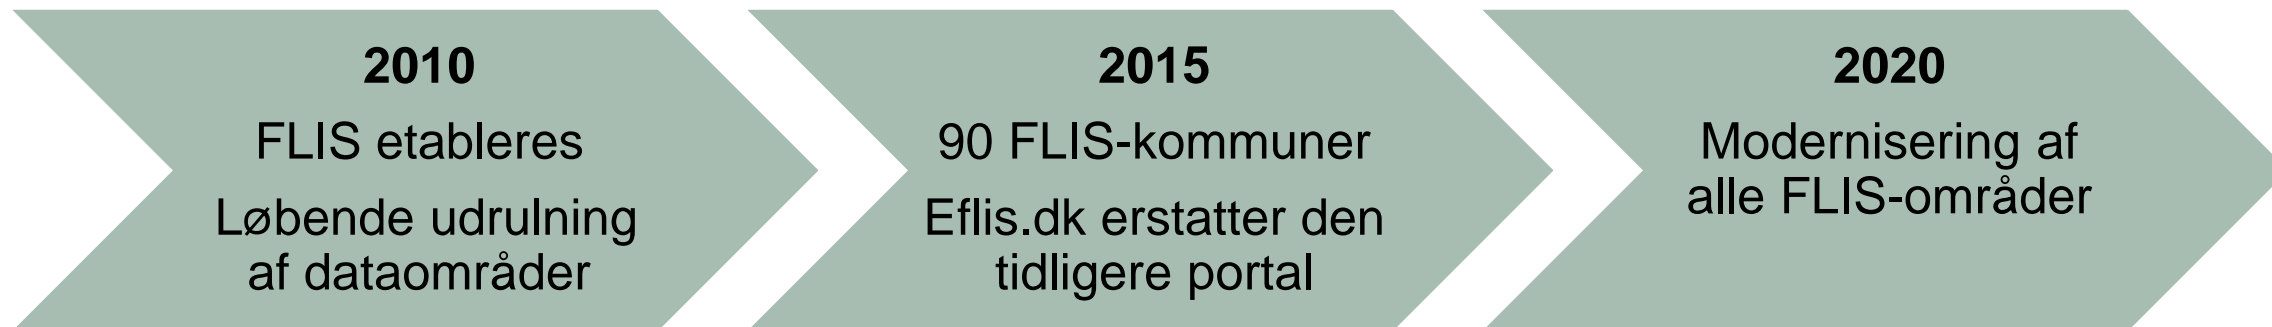 2010
FLIS etableres
Løbende udrulning
af dataområder
2015
90 FLIS-kommuner
Eflis.dk erstatter den
tidligere portal
2020
Modernisering af
alle FLIS-områder